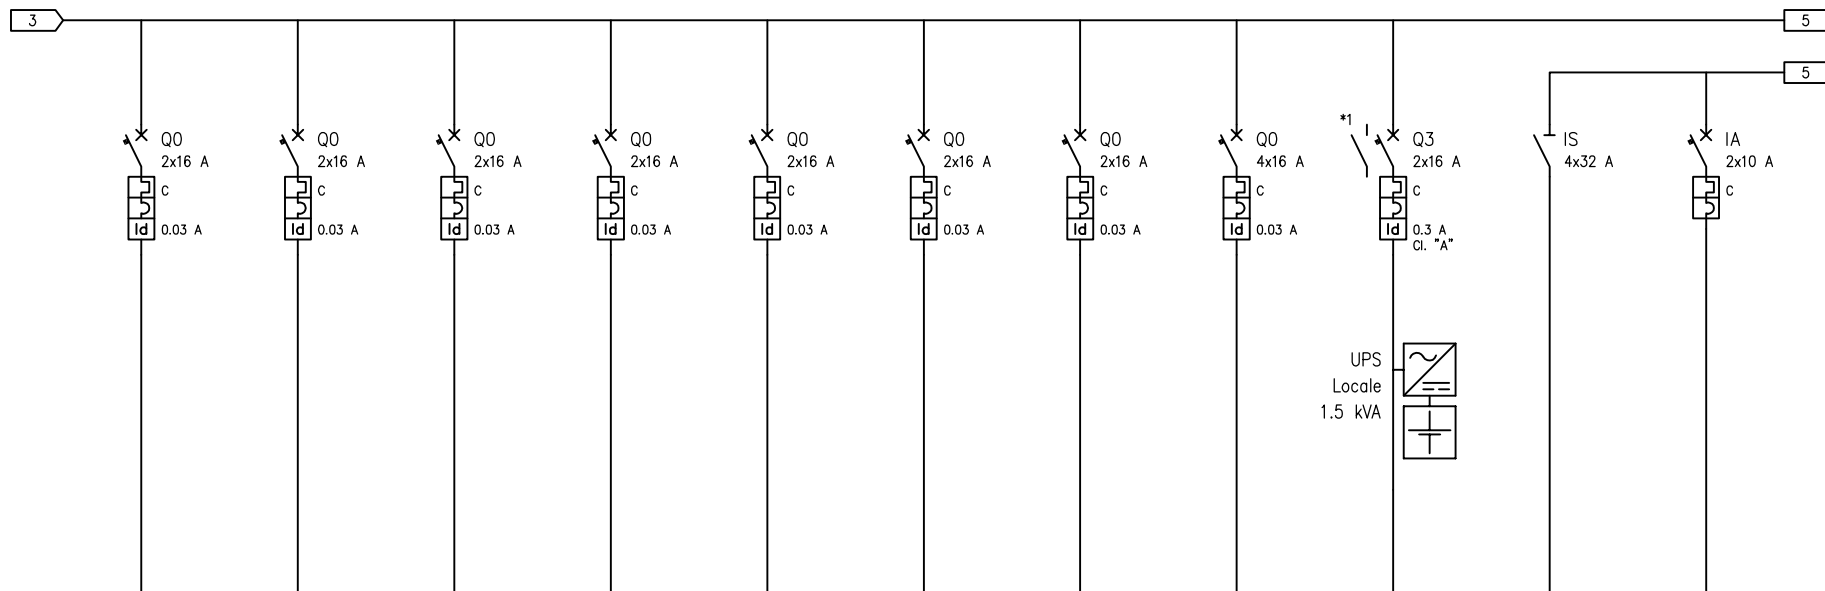 3
5
5
Q0
2x16 A
C
Id
0.03 A
Q0
2x16 A
C
Id
0.03 A
Q0
2x16 A
C
Id
0.03 A
Q0
2x16 A
C
Id
0.03 A
Q0
2x16 A
C
Id
0.03 A
Q0
2x16 A
C
Id
0.03 A
Q0
2x16 A
C
Id
0.03 A
Q0
4x16 A
C
Id
0.03 A
*1
Q3
2x16 A
C
Id
0.3 A
Cl. "A"
UPS
Locale
1.5 kVA
IS
4x32 A
IA
2x10 A
C